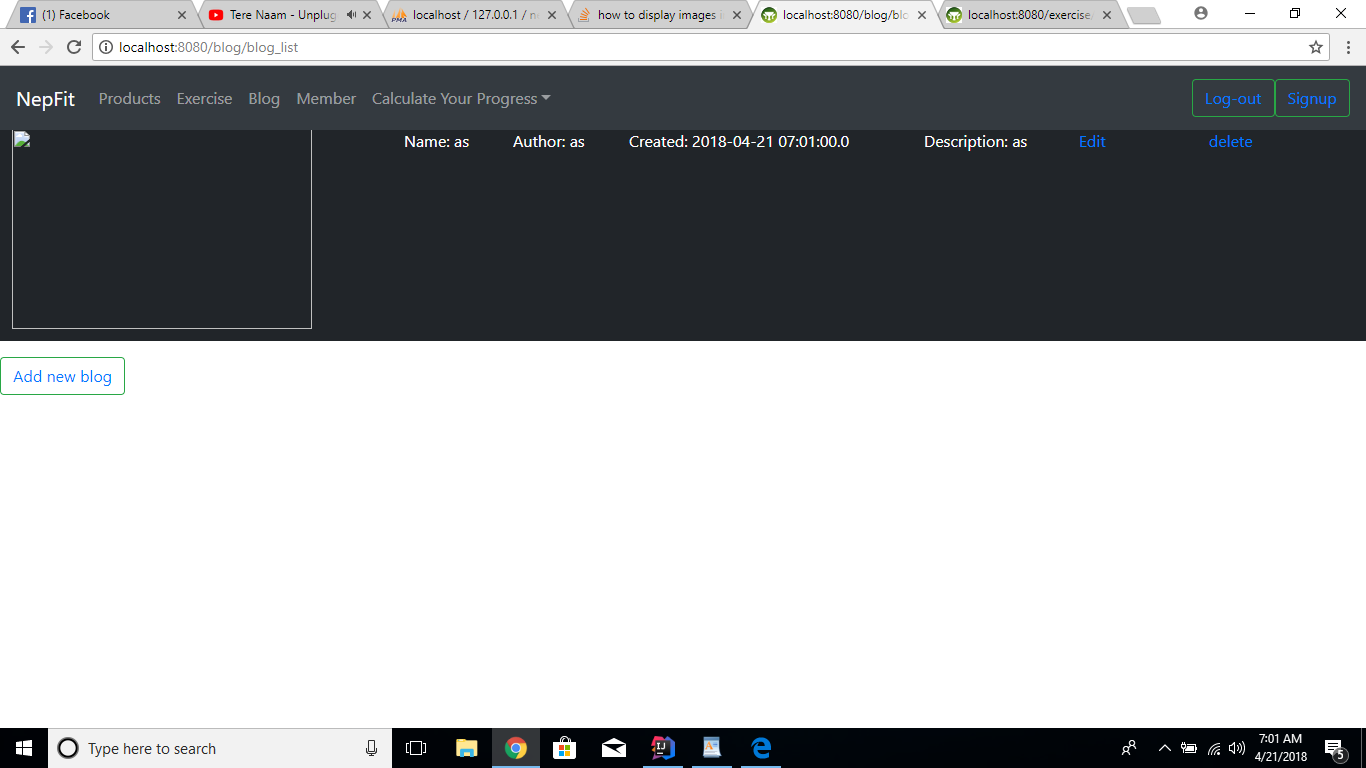 (1) Facebook
Tere Naam - Unplug
localhost / 127.0.0.1 / n
how to display images i
localhost:8080/blog/blo
localhost:8080/exercise
localhost:8080/blog/blog_list
NepFit Products Exercise Blog Member Calculate Your Progress Log-out Signup
Name: as Author: as Created: 2018-04-21 07:01:00.0 Description: as Edit delete
Add new blog
Type here to search
7:01 AM
4/21/2018
5